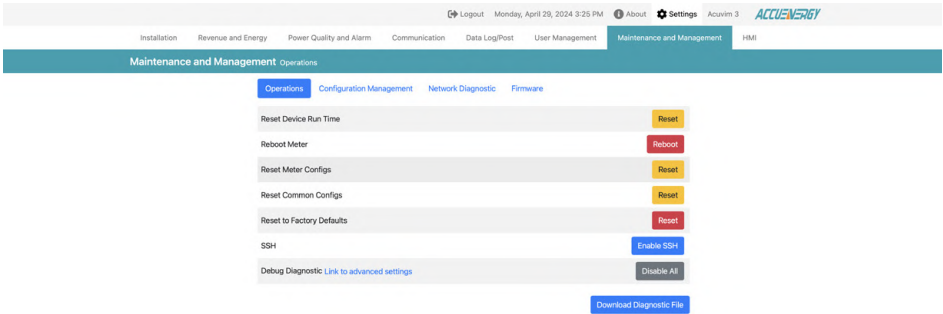 Logout Monday, April 29, 2024 3:25 PM About Settings Acuvim 3 ACCUENERGY
Installation Revenue and Energy Power Quality and Alarm Communication Data Log/Post User Management Maintenance and Management HMI
Maintenance and Management Operations
Operations Configuration Management Network Diagnostic Firmware
Reset Device Run Time Reset
Reboot Meter Reboot
Reset Meter Configs Reset
Reset Common Configs Reset
Reset to Factory Defaults Reset
SSH Enable SSH
Debug Diagnostic Link to advanced settings Disable All
Download Diagnostic File